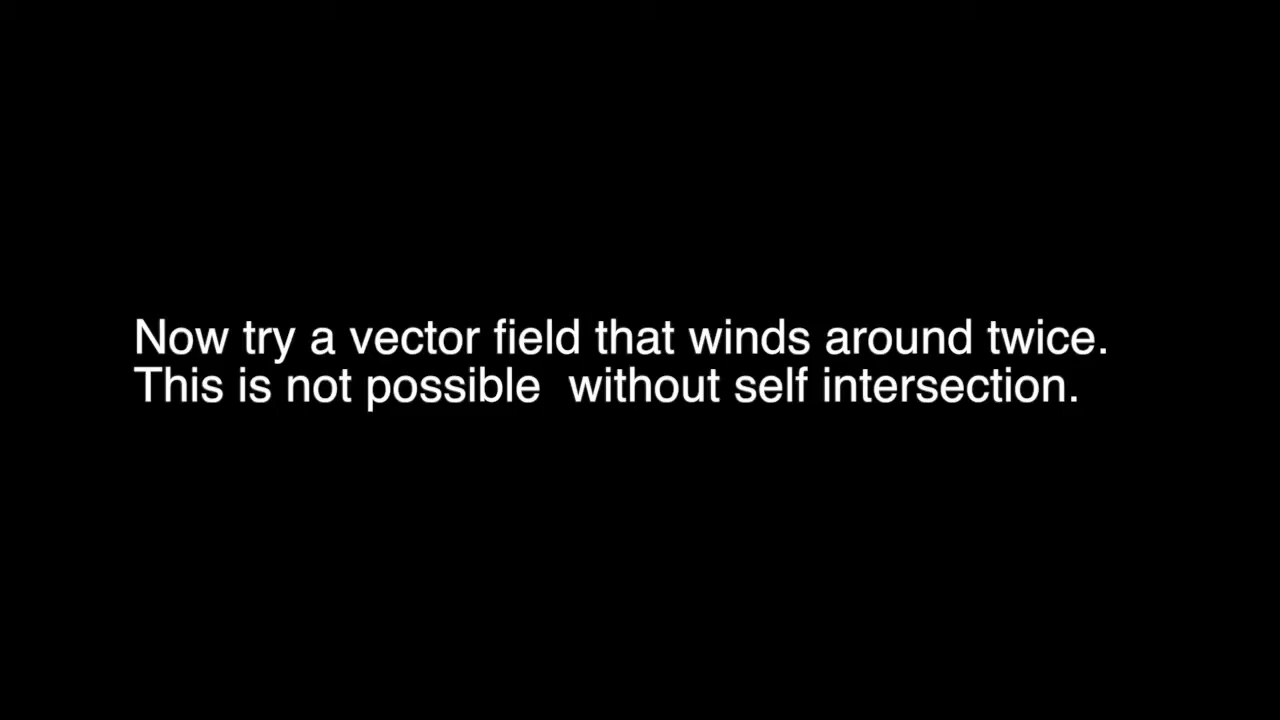 Now try a vector field that winds around twice.
This is not possible  without self intersection.